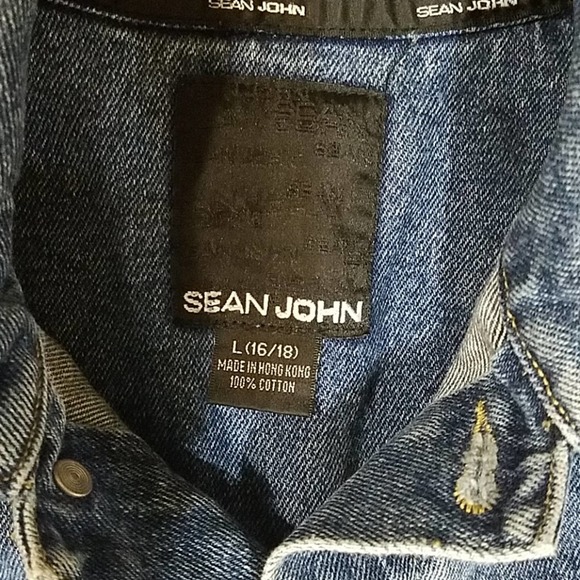 SEAN JOHN
SEAN JOHN
SEAN JOHN
L (16/18)
MADE IN HONG KONG
100% COTTON